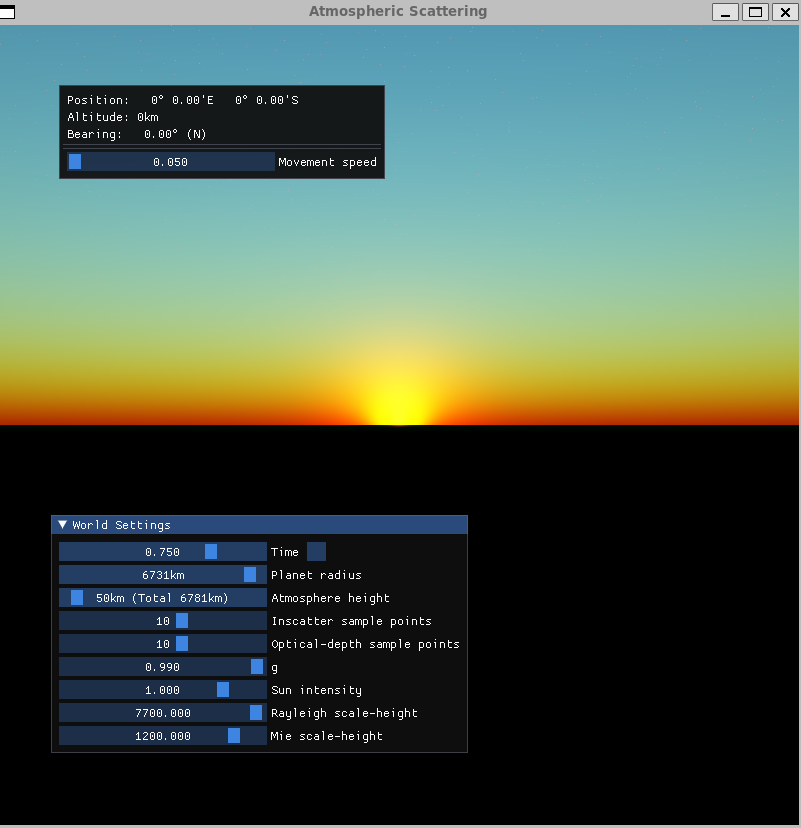 Atmospheric Scattering
Position: 0° 0.00'E 0° 0.00'S
Altitude: 0km
Bearing: 0.00° (N)
0.050 Movement speed
World Settings
0.750 Time
6731km Planet radius
50km (Total 6781km) Atmosphere height
10 Inscatter sample points
10 Optical-depth sample points
0.990 g
1.000 Sun intensity
7700.000 Rayleigh scale-height
1200.000 Mie scale-height